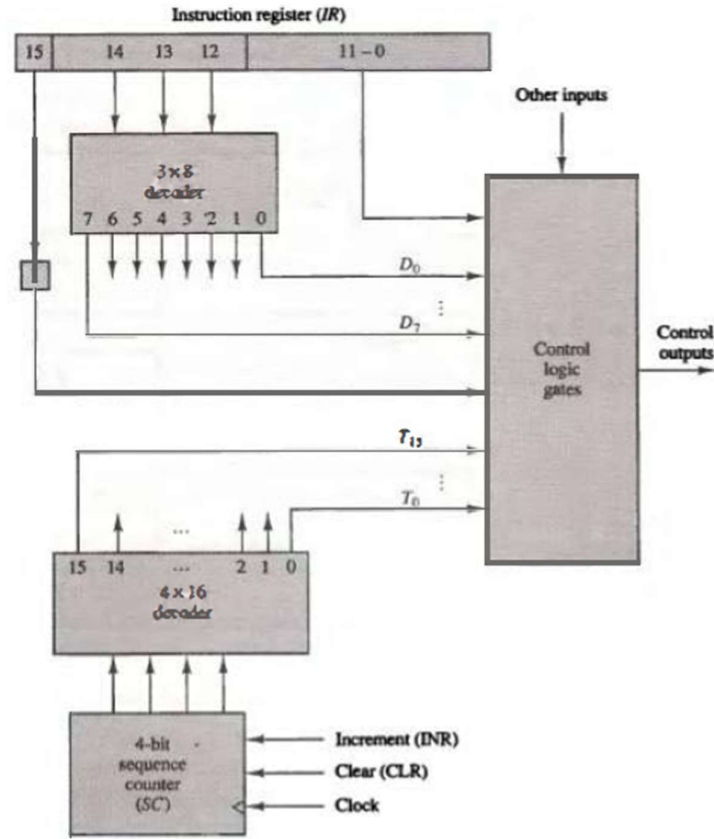 Instruction register (IR)
15 14 13 12 11 – 0
Other inputs
3 × 8
decoder
7 6 5 4 3 2 1 0
D0
⋮
D7
Control
outputs
Control
logic
gates
T15
⋮
T0
...
15 14 ... 2 1 0
4 × 16
decoder
4-bit
sequence
counter
(SC)
Increment (INR)
Clear (CLR)
Clock